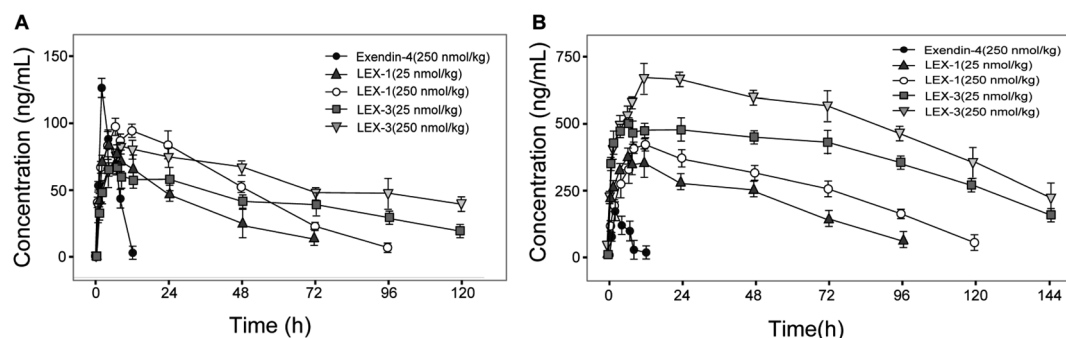 A
Concentration (ng/mL)
150
100
50
0
Exendin-4(250 nmol/kg)
LEX-1(25 nmol/kg)
LEX-1(250 nmol/kg)
LEX-3(25 nmol/kg)
LEX-3(250 nmol/kg)
0 24 48 72 96 120
Time (h)
B
Concentration (ng/mL)
750
500
250
0
Exendin-4(250 nmol/kg)
LEX-1(25 nmol/kg)
LEX-1(250 nmol/kg)
LEX-3(25 nmol/kg)
LEX-3(250 nmol/kg)
0 24 48 72 96 120 144
Time(h)